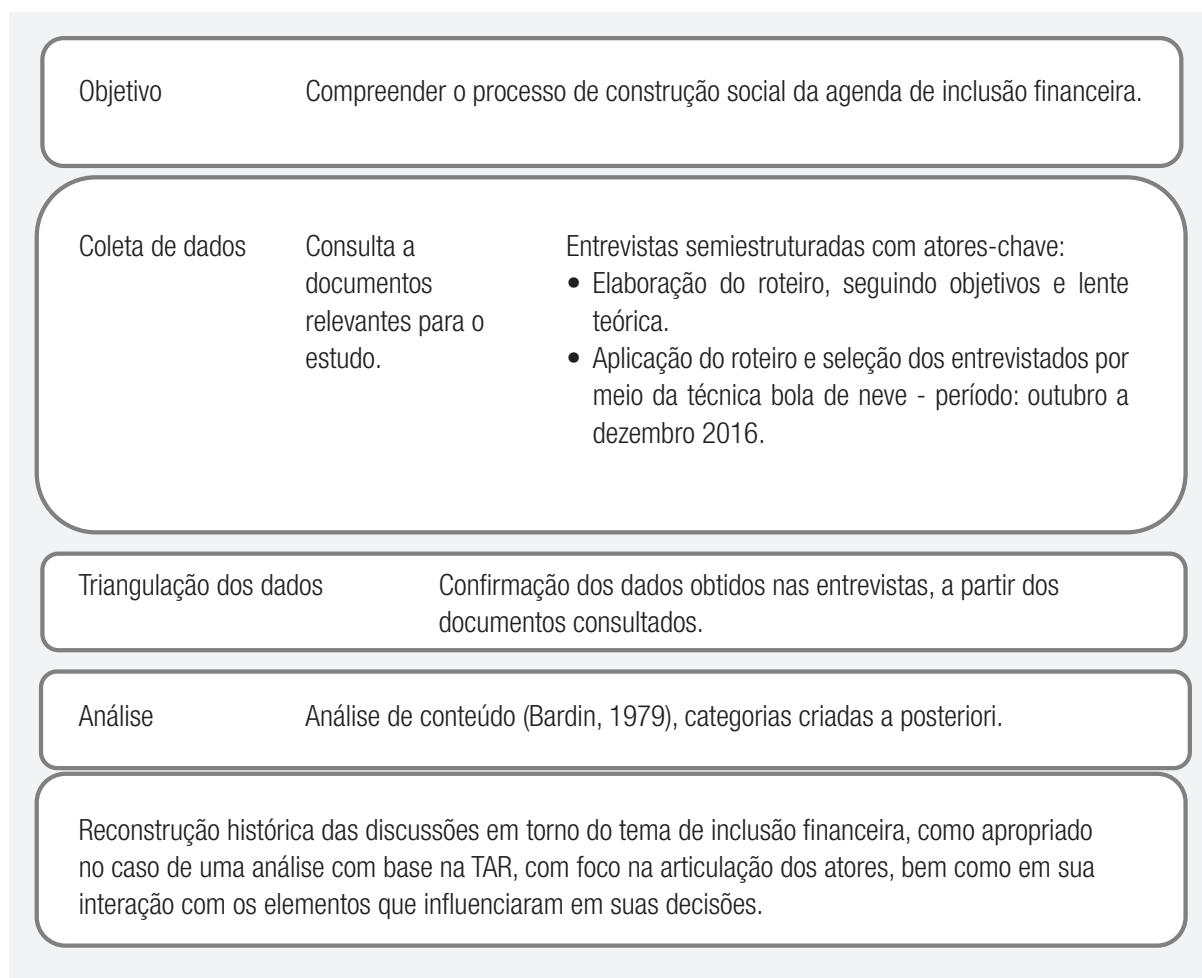 Objetivo
Compreender o processo de construção social da agenda de inclusão financeira.
Coleta de dados
Consulta a
documentos
relevantes para o
estudo.
Entrevistas semiestruturadas com atores-chave:
• Elaboração do roteiro, seguindo objetivos e lente
teórica.
• Aplicação do roteiro e seleção dos entrevistados por
meio da técnica bola de neve - período: outubro a
dezembro 2016.
Triangulação dos dados
Confirmação dos dados obtidos nas entrevistas, a partir dos
documentos consultados.
Análise
Análise de conteúdo (Bardin, 1979), categorias criadas a posteriori.
Reconstrução histórica das discussões em torno do tema de inclusão financeira, como apropriado
no caso de uma análise com base na TAR, com foco na articulação dos atores, bem como em sua
interação com os elementos que influenciaram em suas decisões.